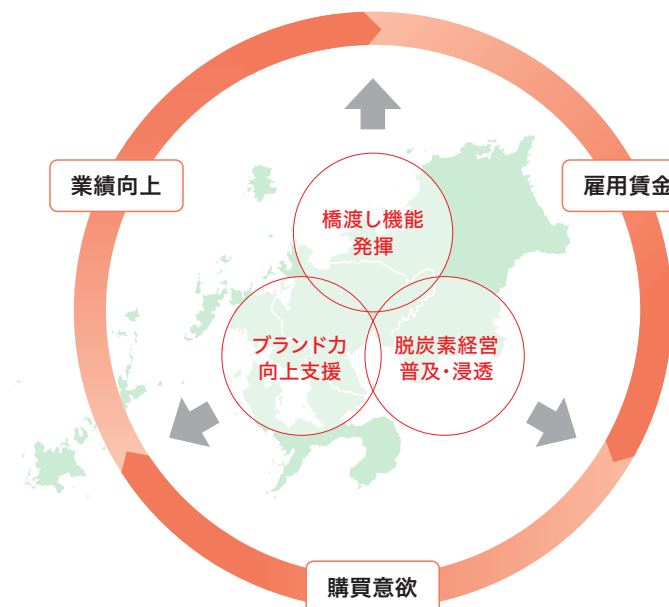 業績向上
雇用賃金
橋渡し機能
発揮
ブランド力
向上支援
脱炭素経営
普及・浸透
購買意欲